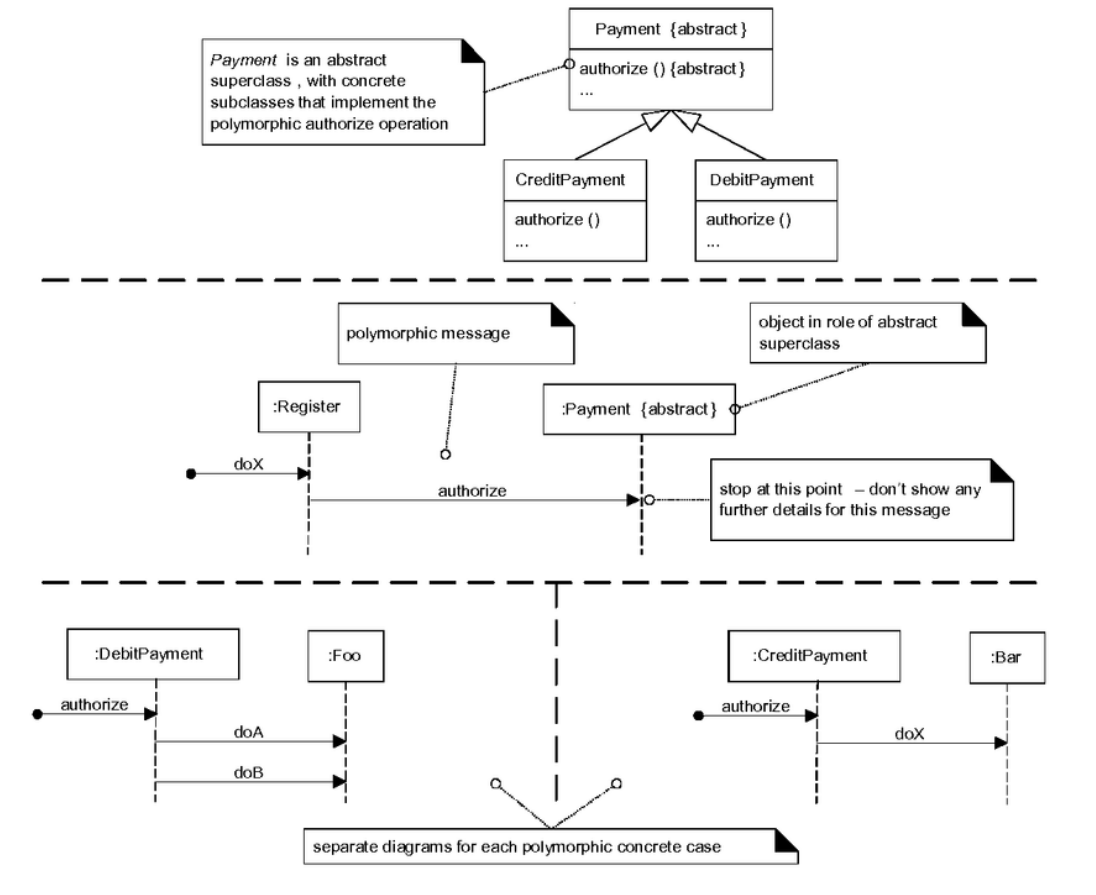 Payment {abstract}
authorize () {abstract}
...
Payment is an abstract
superclass , with concrete
subclasses that implement the
polymorphic authorize operation
CreditPayment
authorize ()
...
DebitPayment
authorize ()
...
polymorphic message
object in role of abstract
superclass
:Register
:Payment {abstract}
doX
authorize
stop at this point – don't show any
further details for this message
:DebitPayment
:Foo
authorize
doA
doB
:CreditPayment
:Bar
authorize
doX
separate diagrams for each polymorphic concrete case